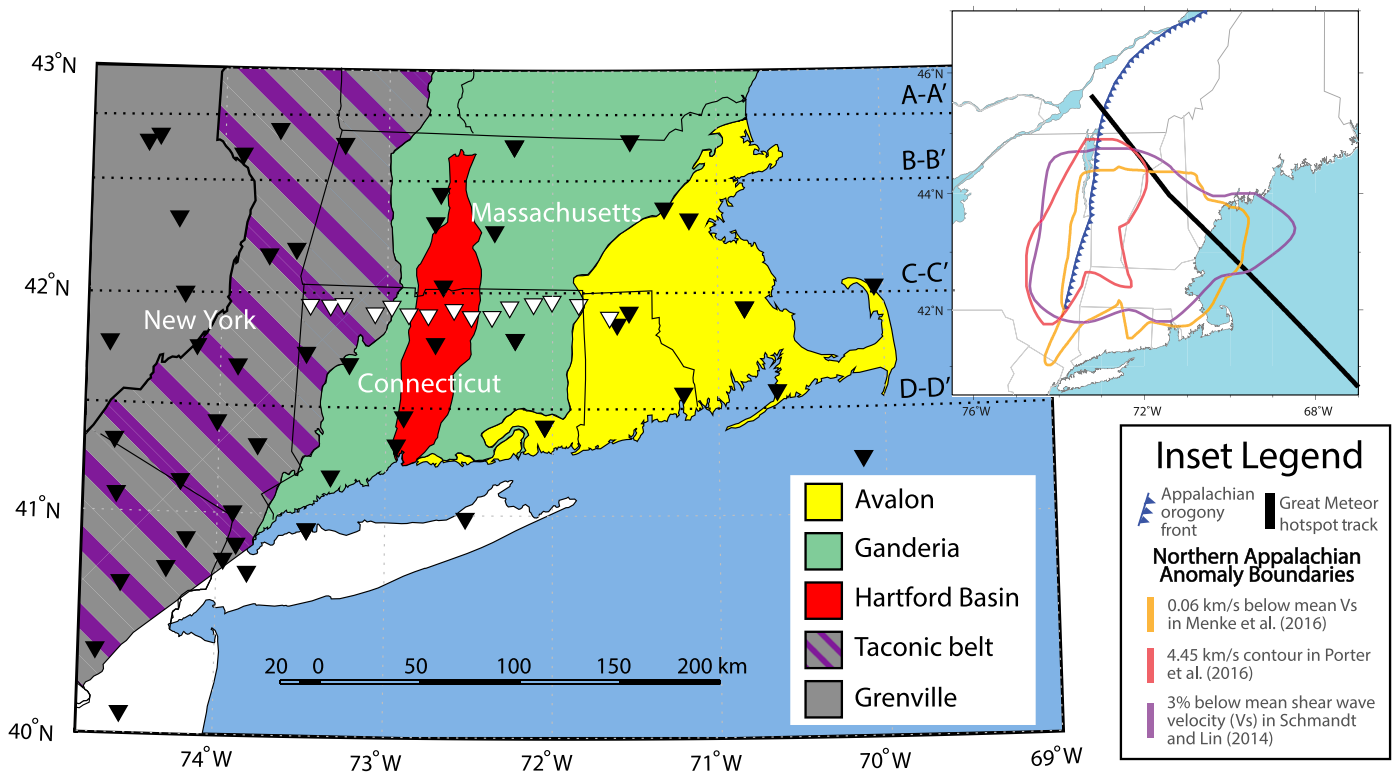 43°N
42°N
41°N
40°N
74°W
73°W
72°W
71°W
70°W
69°W
A-A’
B-B’
C-C’
D-D’
Massachusetts
New York
Connecticut
20 0 50 100 150 200 km
Avalon
Ganderia
Hartford Basin
Taconic belt
Grenville
46°N
44°N
42°N
76°W
72°W
68°W
Inset Legend
Appalachian
orogony
front
Great Meteor
hotspot track
Northern Appalachian
Anomaly Boundaries
0.06 km/s below mean Vs
in Menke et al. (2016)
4.45 km/s contour in Porter
et al. (2016)
3% below mean shear wave
velocity (Vs) in Schmandt
and Lin (2014)